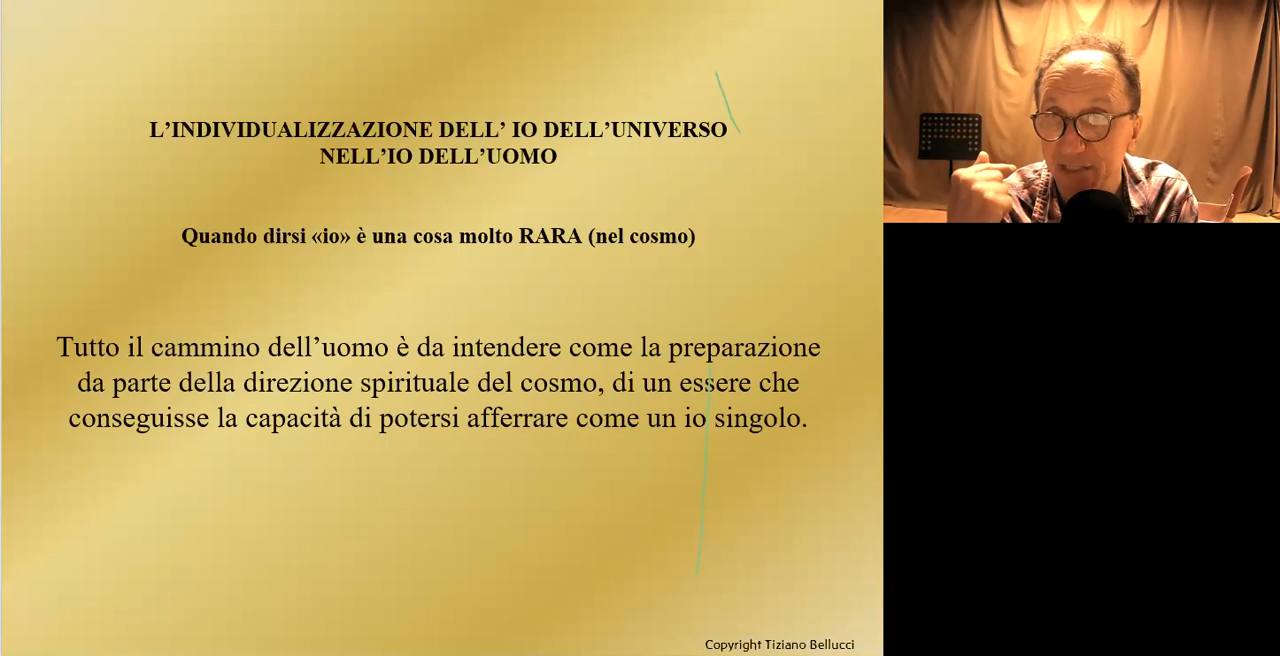 L’INDIVIDUALIZZAZIONE DELL’ IO DELL’UNIVERSO
NELL’IO DELL’UOMO
Quando dirsi «io» è una cosa molto RARA (nel cosmo)
Tutto il cammino dell’uomo è da intendere come la preparazione
da parte della direzione spirituale del cosmo, di un essere che
conseguisse la capacità di potersi afferrare come un io singolo.
Copyright Tiziano Bellucci